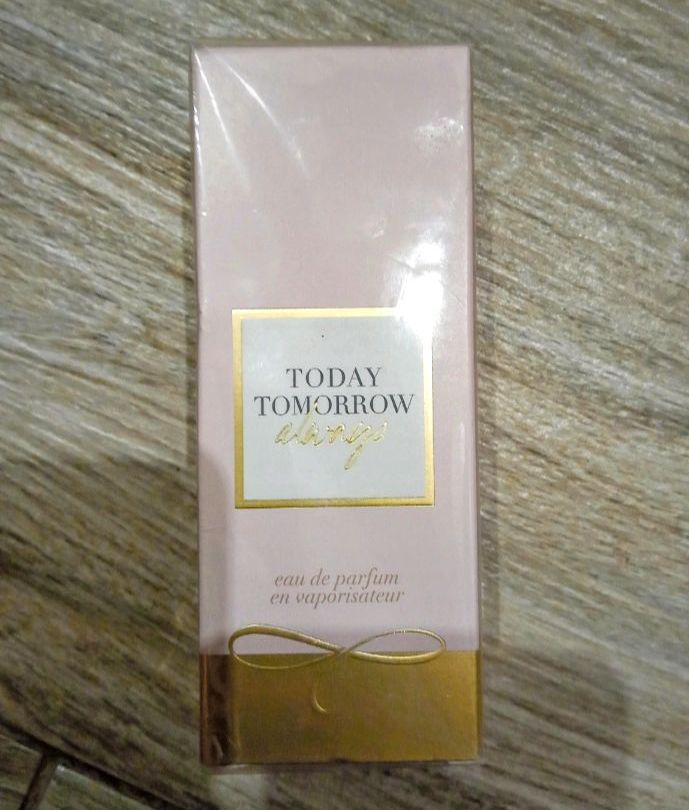 TODAY
TOMORROW
always
eau de parfum
en vaporisateur